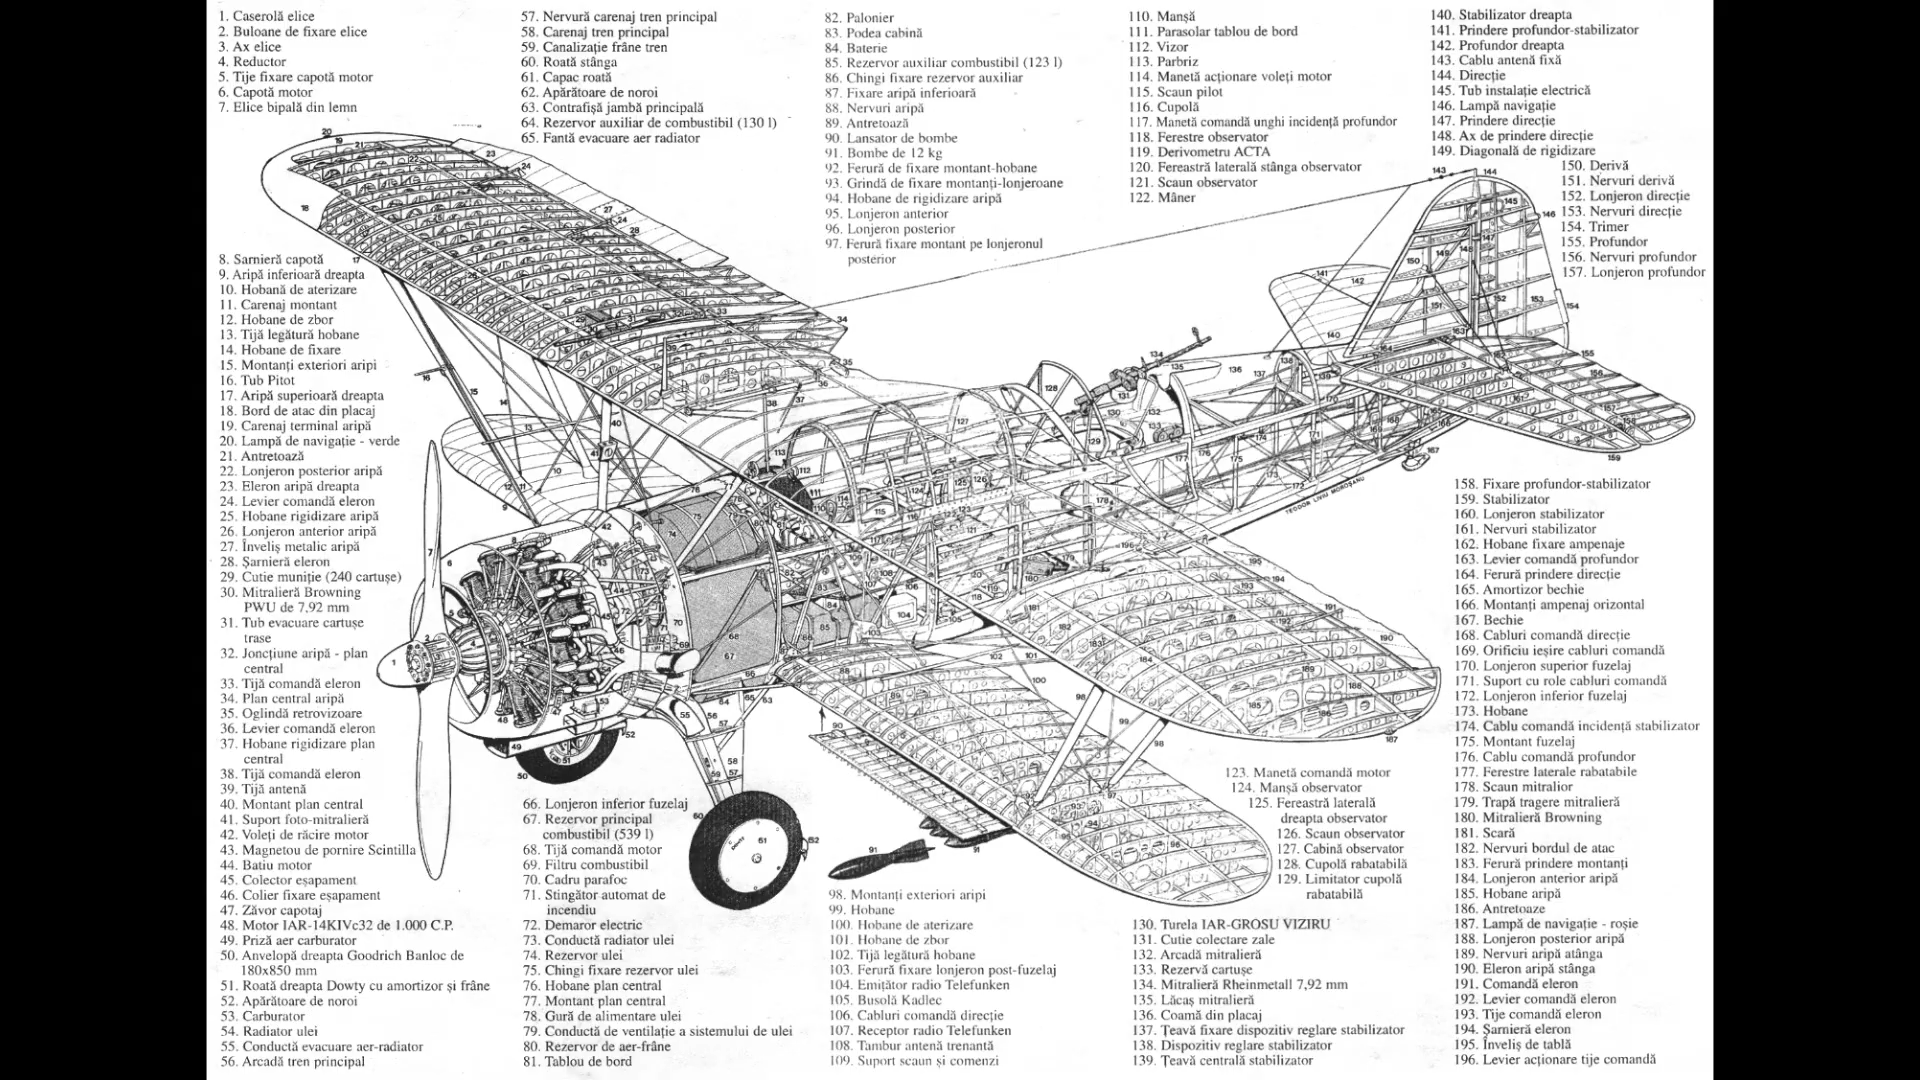 1. Caserolă elice
2. Buloane de fixare elice
3. Ax elice
4. Reductor
5. Tije fixare capotă motor
6. Capotă motor
7. Elice bipală din lemn
8. Sarnieră capotă
9. Aripă inferioară dreapta
10. Hobană de aterizare
11. Carenaj montant
12. Hobane de zbor
13. Tijă legătură hobane
14. Hobane de fixare
15. Montanți exteriori aripi
16. Tub Pitot
17. Aripă superioară dreapta
18. Bord de atac din placaj
19. Carenaj terminal aripă
20. Lampă de navigație - verde
21. Antretoază
22. Lonjeron posterior aripă
23. Eleron aripă dreapta
24. Levier comandă eleron
25. Hobane rigidizare aripă
26. Lonjeron anterior aripă
27. Înveliș metalic aripă
28. Șarnieră eleron
29. Cutie muniție (240 cartușe)
30. Mitralieră Browning
PWU de 7,92 mm
31. Tub evacuare cartușe
trase
32. Joncțiune aripă - plan
central
33. Tijă comandă eleron
34. Plan central aripă
35. Oglindă retrovizoare
36. Levier comandă eleron
37. Hobane rigidizare plan
central
38. Tijă comandă eleron
39. Tijă antenă
40. Montant plan central
41. Suport foto-mitralieră
42. Voleți de răcire motor
43. Magnetou de pornire Scintilla
44. Batiu motor
45. Colector eșapament
46. Colier fixare eșapament
47. Zăvor capotaj
48. Motor IAR-14KIVc32 de 1.000 C.P.
49. Priză aer carburator
50. Anvelopă dreapta Goodrich Banloc de
180x850 mm
51. Roată dreapta Dowty cu amortizor și frâne
52. Apărătoare de noroi
53. Carburator
54. Radiator ulei
55. Conductă evacuare aer-radiator
56. Arcadă tren principal
57. Nervură carenaj tren principal
58. Carenaj tren principal
59. Canalizație frâne tren
60. Roată stânga
61. Capac roată
62. Apărătoare de noroi
63. Contrafișă jambă principală
64. Rezervor auxiliar de combustibil (130 l)
65. Fantă evacuare aer radiator
66. Lonjeron inferior fuzelaj
67. Rezervor principal
combustibil (539 l)
68. Tijă comandă motor
69. Filtru combustibil
70. Cadru parafoc
71. Stingător automat de
incendiu
72. Demaror electric
73. Conductă radiator ulei
74. Rezervor ulei
75. Chingi fixare rezervor ulei
76. Hobane plan central
77. Montant plan central
78. Gură de alimentare ulei
79. Conductă de ventilație a sistemului de ulei
80. Rezervor de aer-frâne
81. Tablou de bord
82. Palonier
83. Podea cabină
84. Baterie
85. Rezervor auxiliar combustibil (123 l)
86. Chingi fixare rezervor auxiliar
87. Fixare aripă inferioară
88. Nervuri aripă
89. Antretoază
90. Lansator de bombe
91. Bombe de 12 kg
92. Ferură de fixare montant-hobane
93. Grindă de fixare montanți-lonjeroane
94. Hobane de rigidizare aripă
95. Lonjeron anterior
96. Lonjeron posterior
97. Ferură fixare montant pe lonjeronul
posterior
98. Montanți exteriori aripi
99. Hobane
100. Hobane de aterizare
101. Hobane de zbor
102. Tijă legătură hobane
103. Ferură fixare lonjeron post-fuzelaj
104. Emițător radio Telefunken
105. Busolă Kadlec
106. Cabluri comandă direcție
107. Receptor radio Telefunken
108. Tambur antenă trenantă
109. Suport scaun și comenzi
110. Manșă
111. Parasolar tablou de bord
112. Vizor
113. Parbriz
114. Manetă acționare voleți motor
115. Scaun pilot
116. Cupolă
117. Manetă comandă unghi incidență profundor
118. Ferestre observator
119. Derivometru ACTA
120. Fereastră laterală stânga observator
121. Scaun observator
122. Mâner
123. Manetă comandă motor
124. Manșă observator
125. Fereastră laterală
dreapta observator
126. Scaun observator
127. Cabină observator
128. Cupolă rabatabilă
129. Limitator cupolă
rabatabilă
130. Turela IAR-GROSU VIZIRU
131. Cutie colectare zale
132. Arcadă mitralieră
133. Rezervă cartușe
134. Mitralieră Rheinmetall 7,92 mm
135. Lăcaș mitralieră
136. Coamă din placaj
137. Țeavă fixare dispozitiv reglare stabilizator
138. Dispozitiv reglare stabilizator
139. Țeavă centrală stabilizator
140. Stabilizator dreapta
141. Prindere profundor-stabilizator
142. Profundor dreapta
143. Cablu antenă fixă
144. Direcție
145. Tub instalație electrică
146. Lampă navigație
147. Prindere direcție
148. Ax de prindere direcție
149. Diagonală de rigidizare
150. Derivă
151. Nervuri derivă
152. Lonjeron direcție
153. Nervuri direcție
154. Trimer
155. Profundor
156. Nervuri profundor
157. Lonjeron profundor
158. Fixare profundor-stabilizator
159. Stabilizator
160. Lonjeron stabilizator
161. Nervuri stabilizator
162. Hobane fixare ampenaje
163. Levier comandă profundor
164. Ferură prindere direcție
165. Amortizor bechie
166. Montanți ampenaj orizontal
167. Bechie
168. Cabluri comandă direcție
169. Orificiu ieșire cabluri comandă
170. Lonjeron superior fuzelaj
171. Suport cu role cabluri comandă
172. Lonjeron inferior fuzelaj
173. Hobane
174. Cablu comandă incidență stabilizator
175. Montant fuzelaj
176. Cablu comandă profundor
177. Ferestre laterale rabatabile
178. Scaun mitralior
179. Trapă tragere mitralieră
180. Mitralieră Browning
181. Scară
182. Nervuri bordul de atac
183. Ferură prindere montanți
184. Lonjeron anterior aripă
185. Hobane aripă
186. Antretoaze
187. Lampă de navigație - roșie
188. Lonjeron posterior aripă
189. Nervuri aripă atânga
190. Eleron aripă stânga
191. Comandă eleron
192. Levier comandă eleron
193. Tije comandă eleron
194. Șarnieră eleron
195. Înveliș de tablă
196. Levier acționare tije comandă
TEODOR LIVIU MOROȘANU